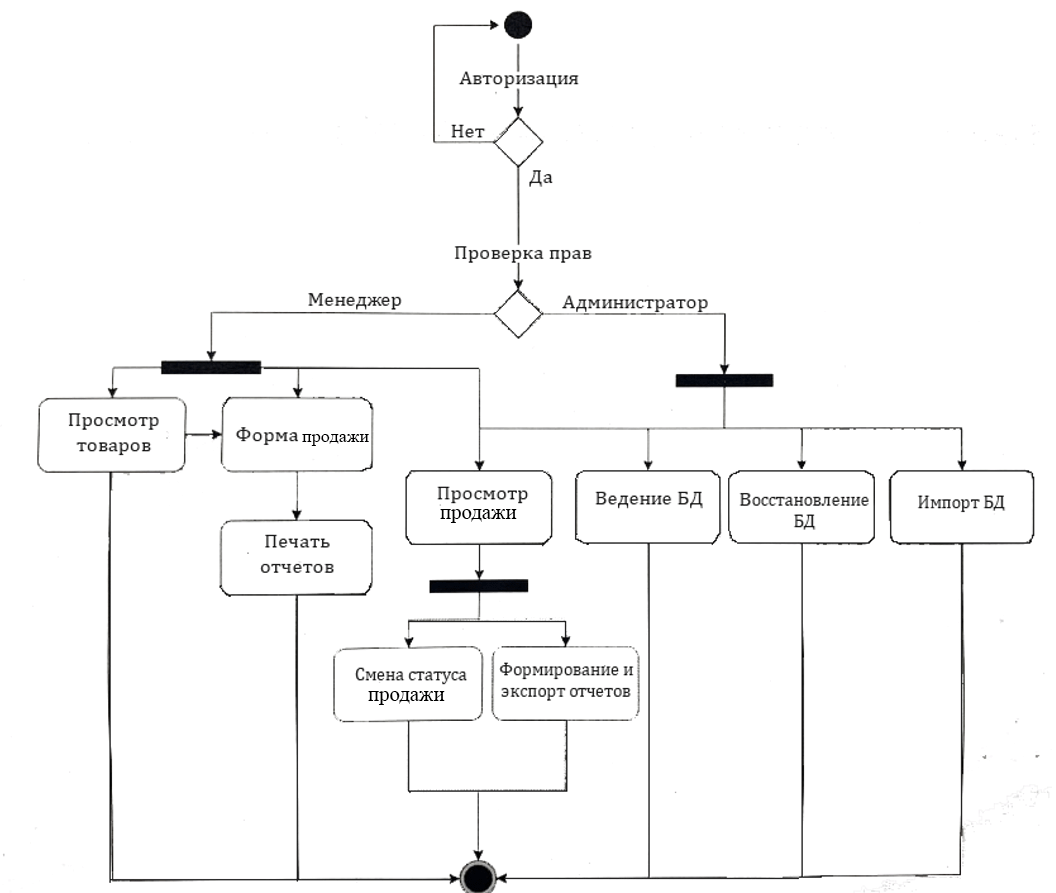 Авторизация
Нет
Да
Проверка прав
Менеджер
Администратор
Просмотр
товаров
Форма продажи
Просмотр
продажи
Ведение БД
Восстановление
БД
Импорт БД
Печать
отчетов
Смена статуса
продажи
Формирование и
экспорт отчетов